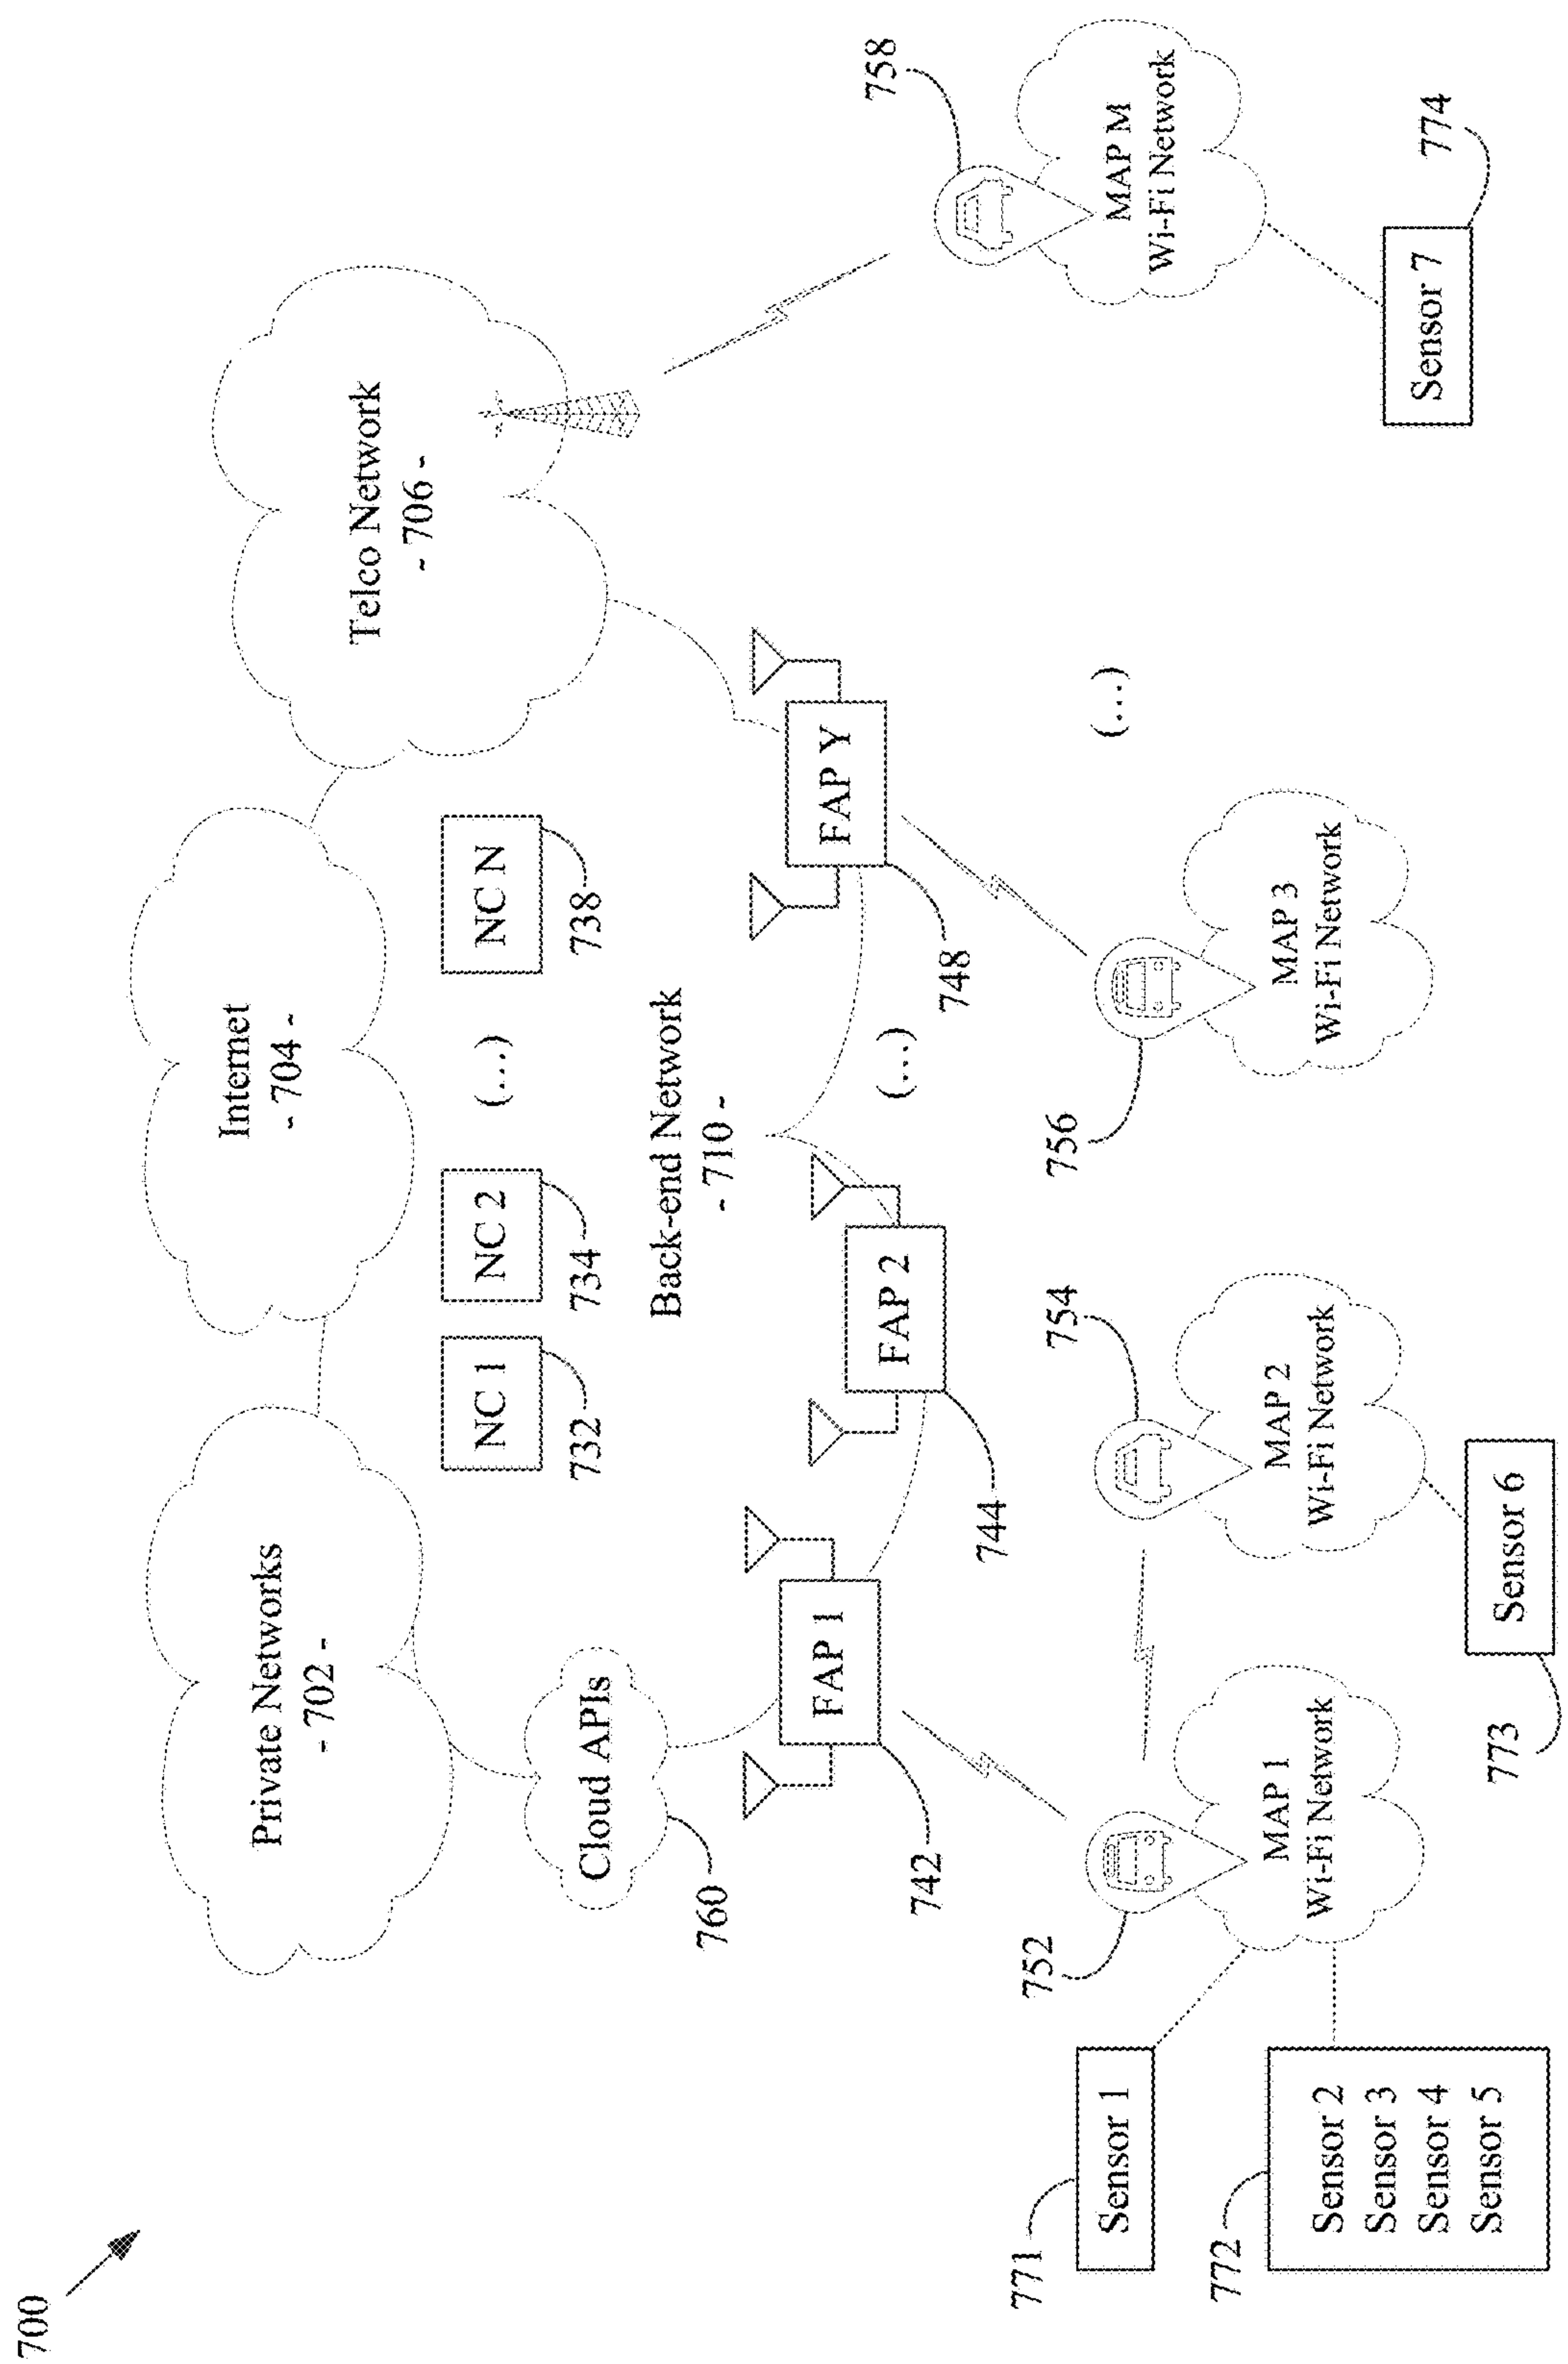 700
Private Networks
- 702 -
Internet
- 704 -
Telco Network
- 706 -
NC 1
732
NC 2
734
(...)
NC N
738
Cloud APIs
760
Back-end Network
- 710 -
FAP 1
742
FAP 2
744
(...)
FAP Y
748
752
MAP 1
Wi-Fi Network
754
MAP 2
Wi-Fi Network
756
MAP 3
Wi-Fi Network
(...)
758
MAP M
Wi-Fi Network
771
Sensor 1
772
Sensor 2
Sensor 3
Sensor 4
Sensor 5
773
Sensor 6
774
Sensor 7